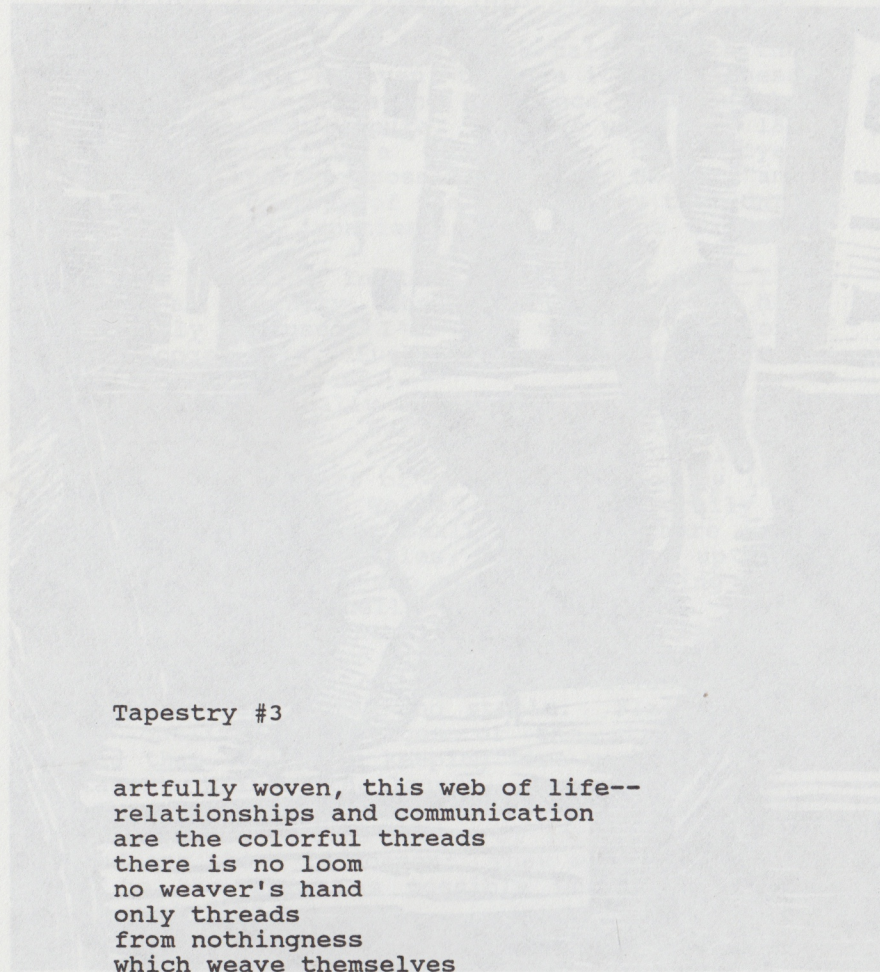 Tapestry #3
artfully woven, this web of life--
relationships and communication
are the colorful threads
there is no loom
no weaver's hand
only threads
from nothingness
which weave themselves